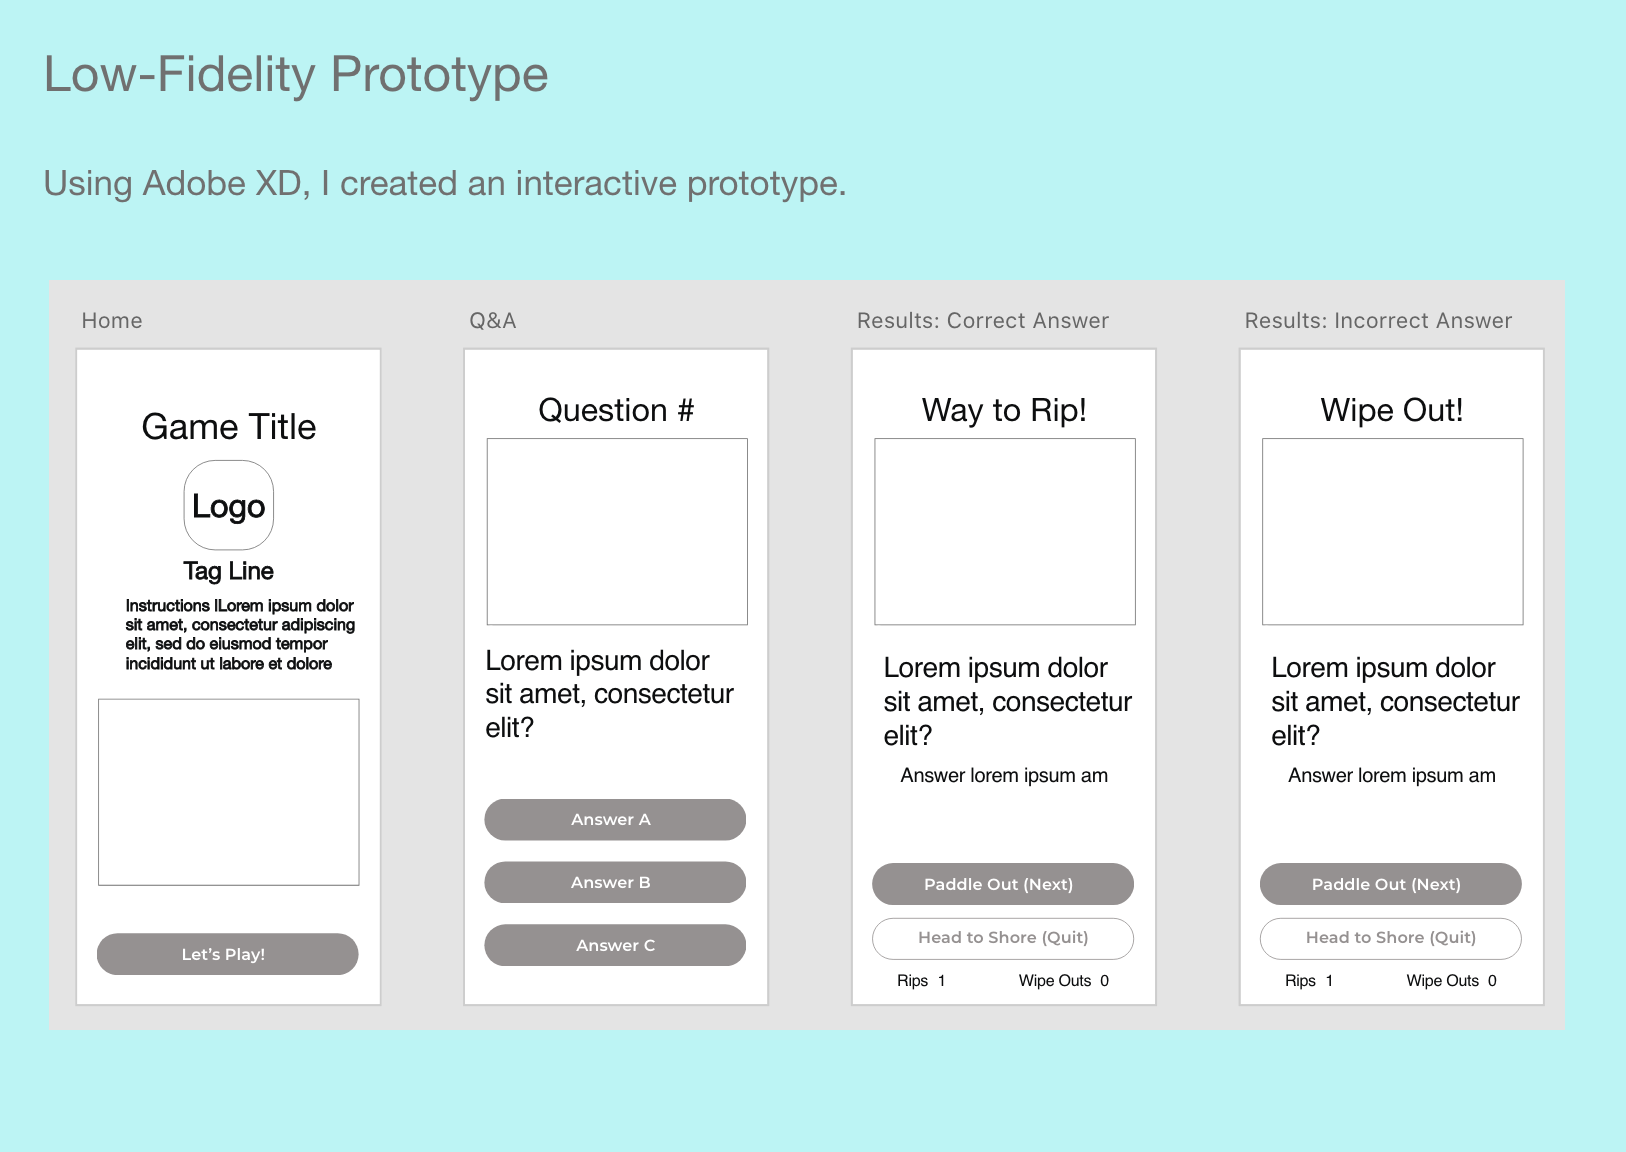 Low-Fidelity Prototype
Using Adobe XD, I created an interactive prototype.
Home
Game Title
Logo
Tag Line
Instructions lLorem ipsum dolor
sit amet, consectetur adipiscing
elit, sed do eiusmod tempor
incididunt ut labore et dolore
Let's Play!
Q&A
Question #
Lorem ipsum dolor
sit amet, consectetur
elit?
Answer A
Answer B
Answer C
Results: Correct Answer
Way to Rip!
Lorem ipsum dolor
sit amet, consectetur
elit?
Answer lorem ipsum am
Paddle Out (Next)
Head to Shore (Quit)
Rips 1 Wipe Outs 0
Results: Incorrect Answer
Wipe Out!
Lorem ipsum dolor
sit amet, consectetur
elit?
Answer lorem ipsum am
Paddle Out (Next)
Head to Shore (Quit)
Rips 1 Wipe Outs 0